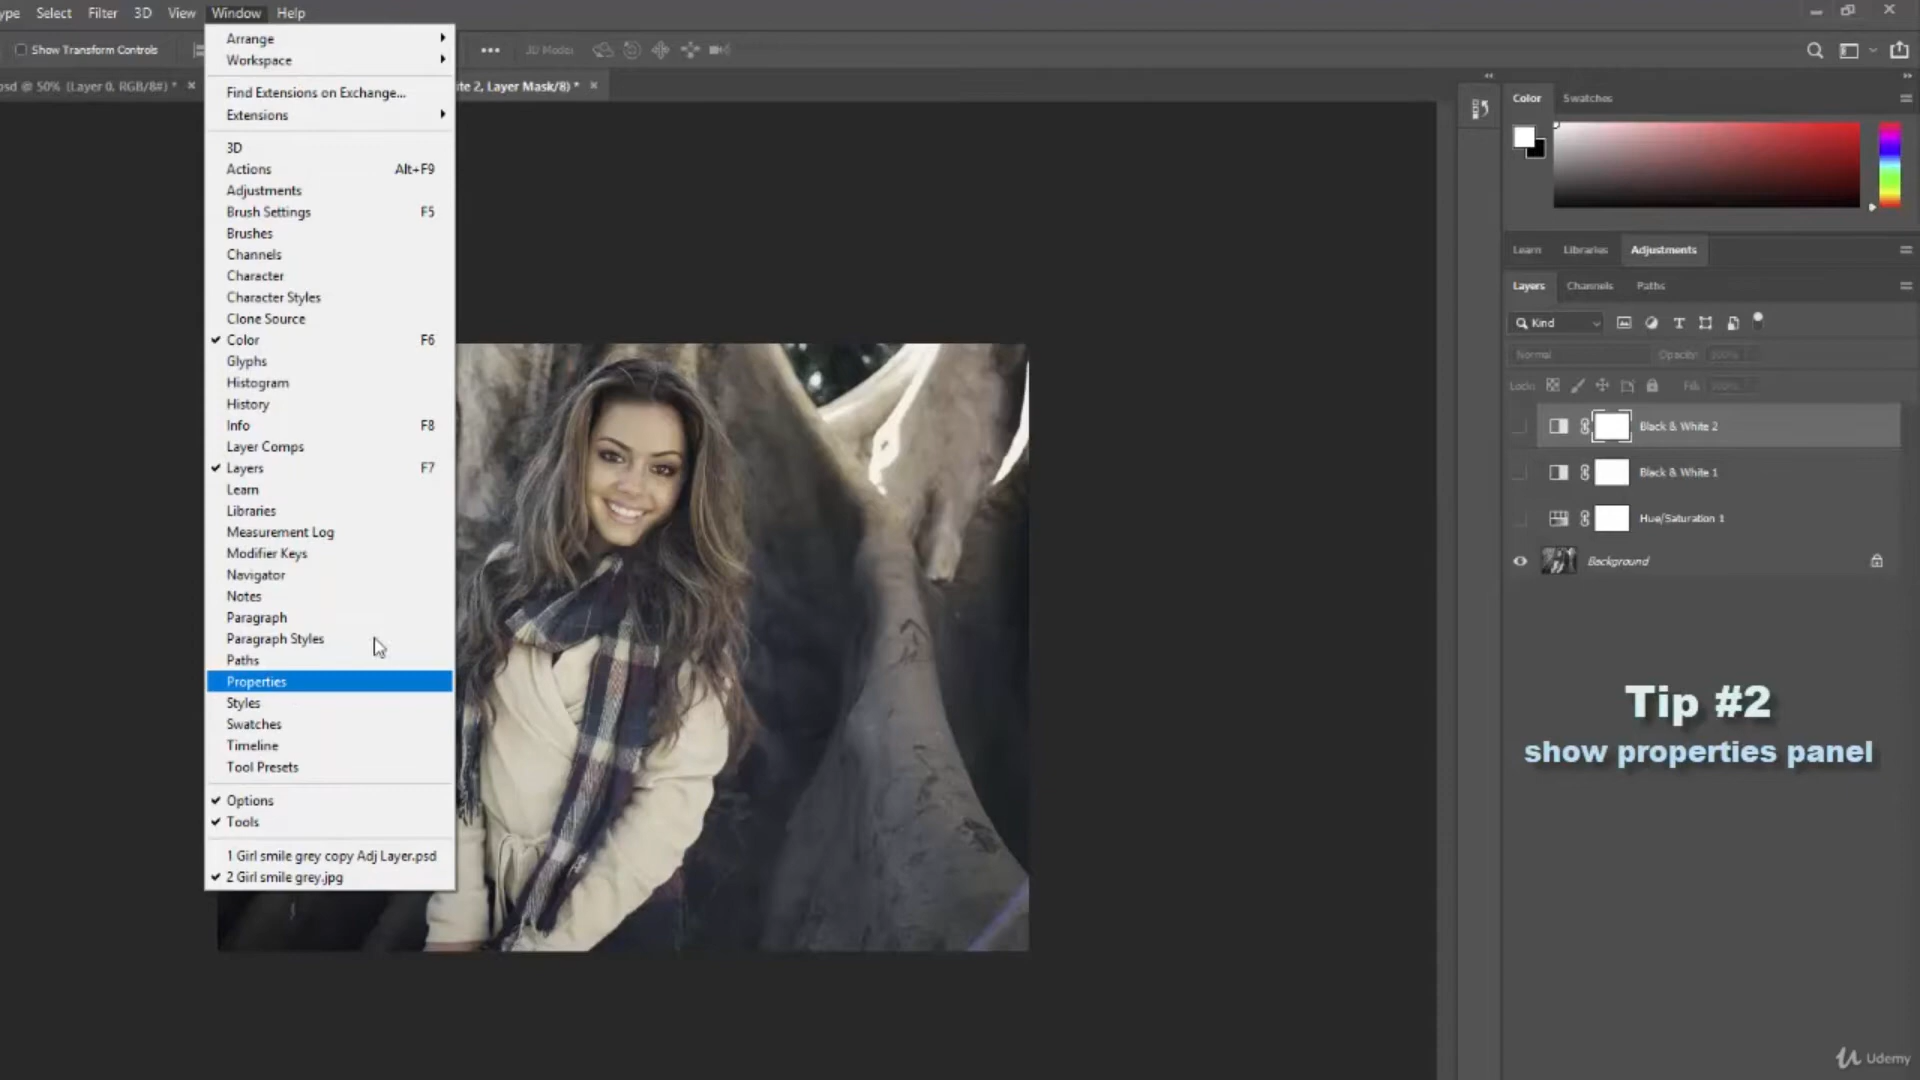 Select Filter 3D View Window Help
Show Transform Controls
3D Mode:
(Layer 0, RGB/8#) *
2, Layer Mask/8) *
Arrange
Workspace
Find Extensions on Exchange...
Extensions
3D
Actions Alt+F9
Adjustments
Brush Settings F5
Brushes
Channels
Character
Character Styles
Clone Source
Color F6
Glyphs
Histogram
History
Info F8
Layer Comps
Layers F7
Learn
Libraries
Measurement Log
Modifier Keys
Navigator
Notes
Paragraph
Paragraph Styles
Paths
Properties
Styles
Swatches
Timeline
Tool Presets
Options
Tools
1 Girl smile grey copy Adj Layer.psd
2 Girl smile grey.jpg
Color Swatches
Learn Libraries Adjustments
Layers Channels Paths
Kind
Normal Opacity: 100%
Lock: Fill: 100%
Black & White 2
Black & White 1
Hue/Saturation 1
Background
Tip #2
show properties panel
Udemy